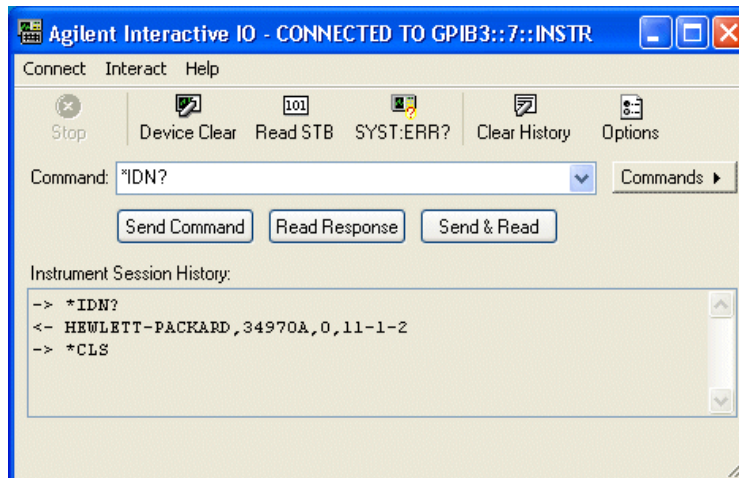 Agilent Interactive IO - CONNECTED TO GPIB3::7::INSTR
Connect Interact Help
101
Stop Device Clear Read STB SYST:ERR? Clear History Options
Command: *IDN? Commands
Send Command Read Response Send & Read
Instrument Session History:
-> *IDN?
<- HEWLETT-PACKARD,34970A,0,11-1-2
-> *CLS